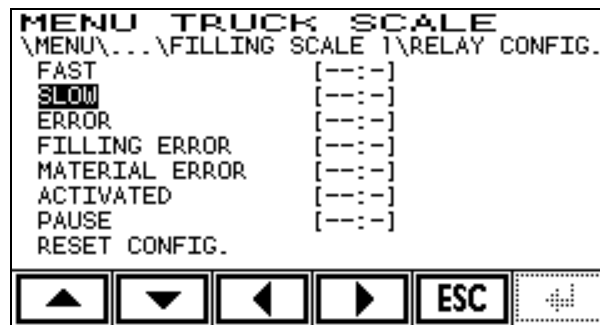 MENU TRUCK SCALE
\MENU\...\FILLING SCALE 1\RELAY CONFIG.
FAST [--:-]
SLOW [--:-]
ERROR [--:-]
FILLING ERROR [--:-]
MATERIAL ERROR [--:-]
ACTIVATED [--:-]
PAUSE [--:-]
RESET CONFIG.
ESC